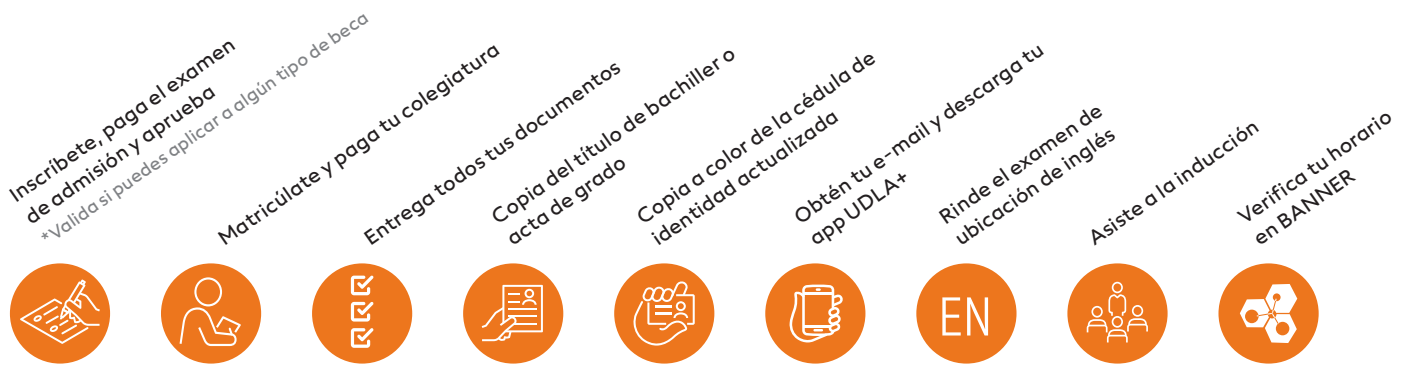 Inscríbete, paga el examen
de admisión y aprueba
*Valida si puedes aplicar a algún tipo de beca
Matricúlate y paga tu colegiatura
Entrega todos tus documentos
Copia del título de bachiller o
acta de grado
Copia a color de la cédula de
identidad actualizada
Obtén tu e-mail y descarga tu
app UDLA+
Rinde el examen de
ubicación de inglés
Asiste a la inducción
Verifica tu horario
en BANNER
EN